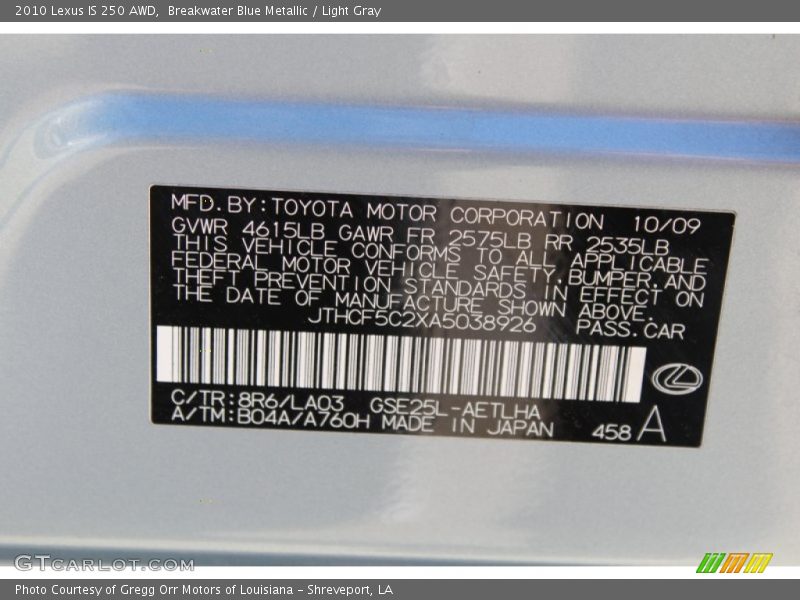 2010 Lexus IS 250 AWD,  Breakwater Blue Metallic / Light Gray
MFD. BY: TOYOTA MOTOR CORPORATION 10/09
GVWR 4615LB GAWR FR 2575LB RR 2535LB
THIS VEHICLE CONFORMS TO ALL APPLICABLE
FEDERAL MOTOR VEHICLE SAFETY, BUMPER, AND
THEFT PREVENTION STANDARDS IN EFFECT ON
THE DATE OF MANUFACTURE SHOWN ABOVE.
JTHCF5C2XA5038926 PASS. CAR
C/TR: 8R6/LA03 GSE25L-AETLHA
A/TM: B04A/A760H MADE IN JAPAN 458 A
GTCARLOT.COM
Photo Courtesy of Gregg Orr Motors of Louisiana - Shreveport, LA